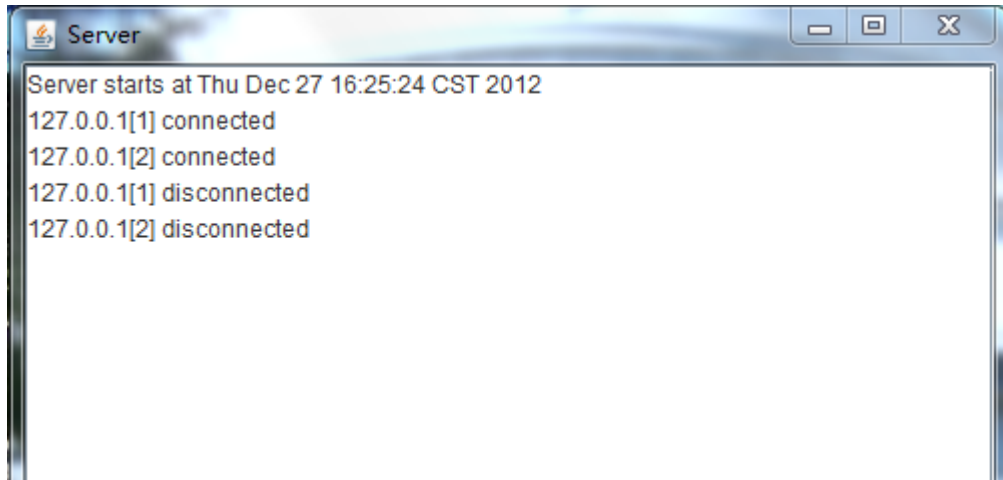 Server
Server starts at Thu Dec 27 16:25:24 CST 2012
127.0.0.1[1] connected
127.0.0.1[2] connected
127.0.0.1[1] disconnected
127.0.0.1[2] disconnected